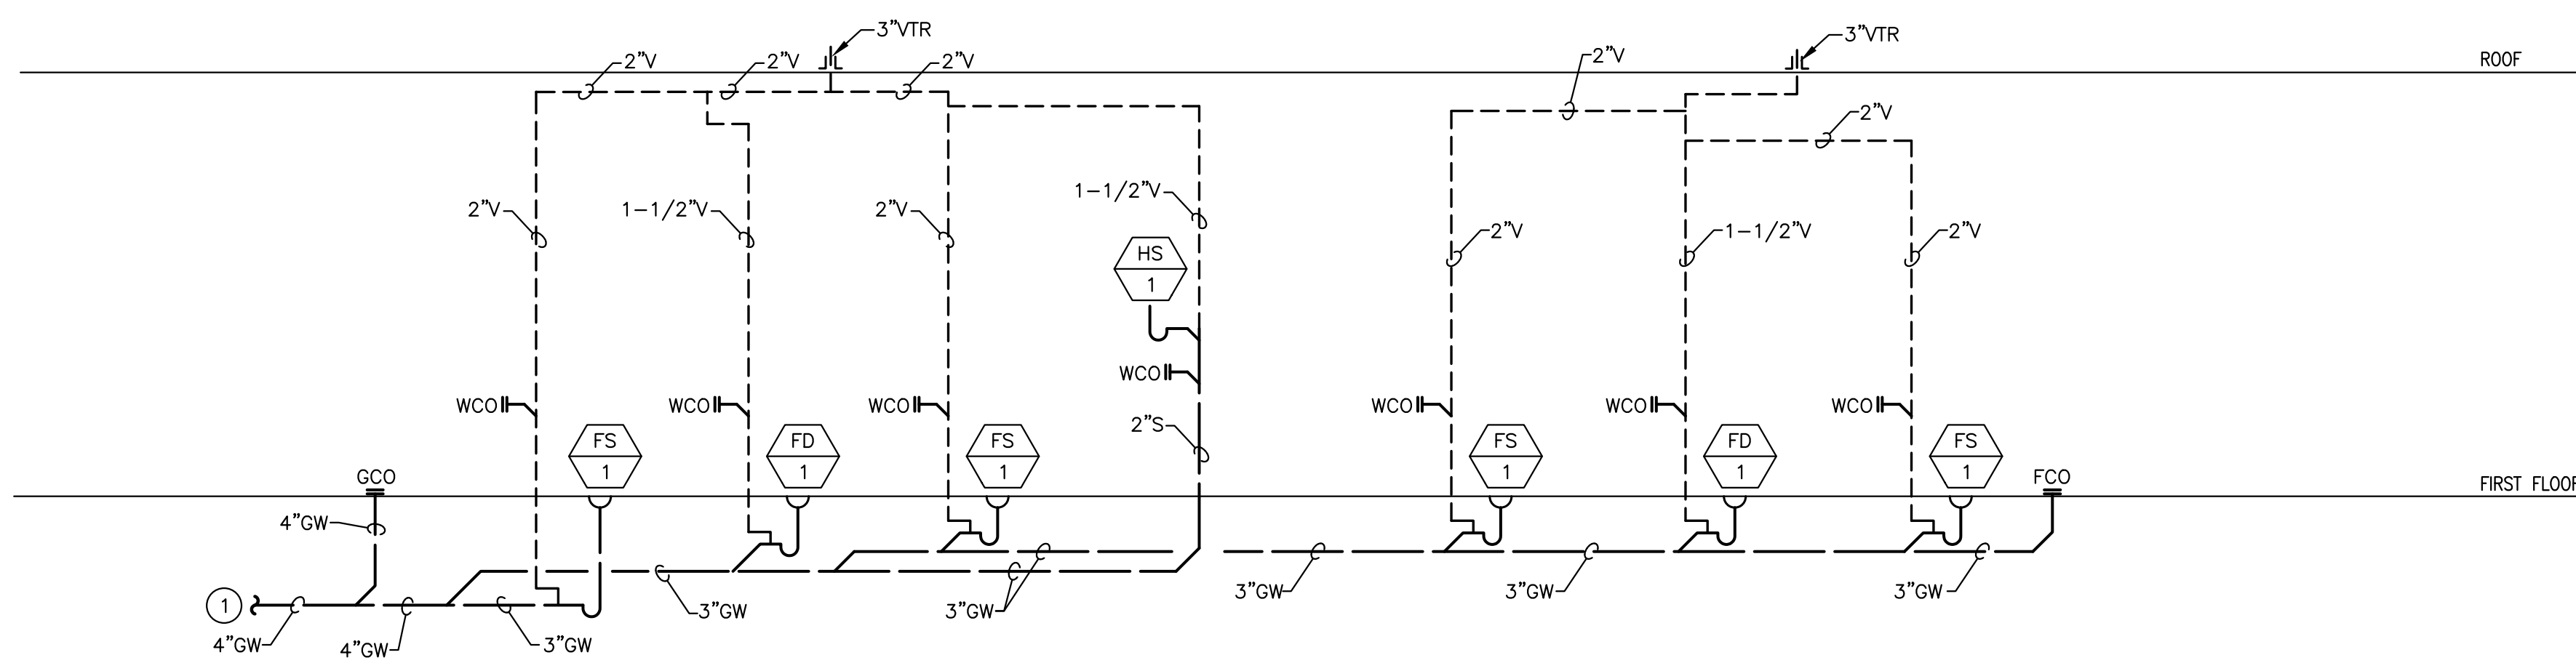 3”VTR
3”VTR
2”V
2”V
2”V
2”V
ROOF
2”V
1-1/2”V
2”V
1-1/2”V
2”V
2”V
1-1/2”V
2”V
HS
1
WCO
WCO
WCO
WCO
WCO
WCO
WCO
2”S
FS
1
FD
1
FS
1
FS
1
FD
1
FS
1
GCO
FCO
FIRST FLOOR
4”GW
1
3”GW
3”GW
3”GW
3”GW
3”GW
4”GW
4”GW
3”GW